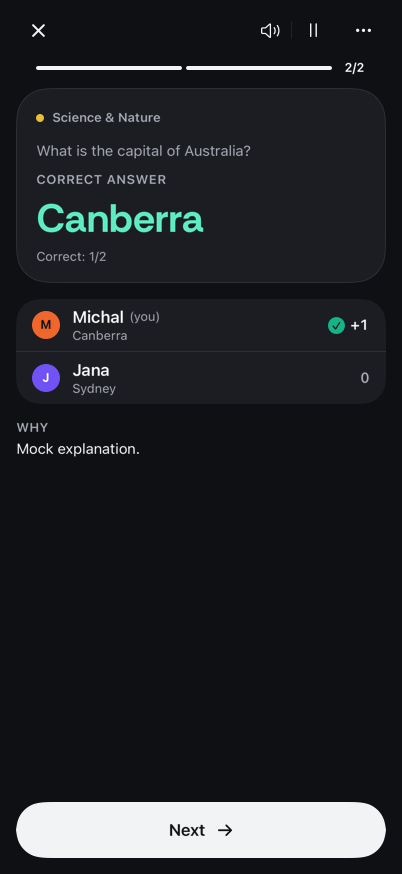 2/2
Science & Nature
What is the capital of Australia?
CORRECT ANSWER
Canberra
Correct: 1/2
M
Michal (you)
Canberra
+1
J
Jana
Sydney
0
WHY
Mock explanation.
Next